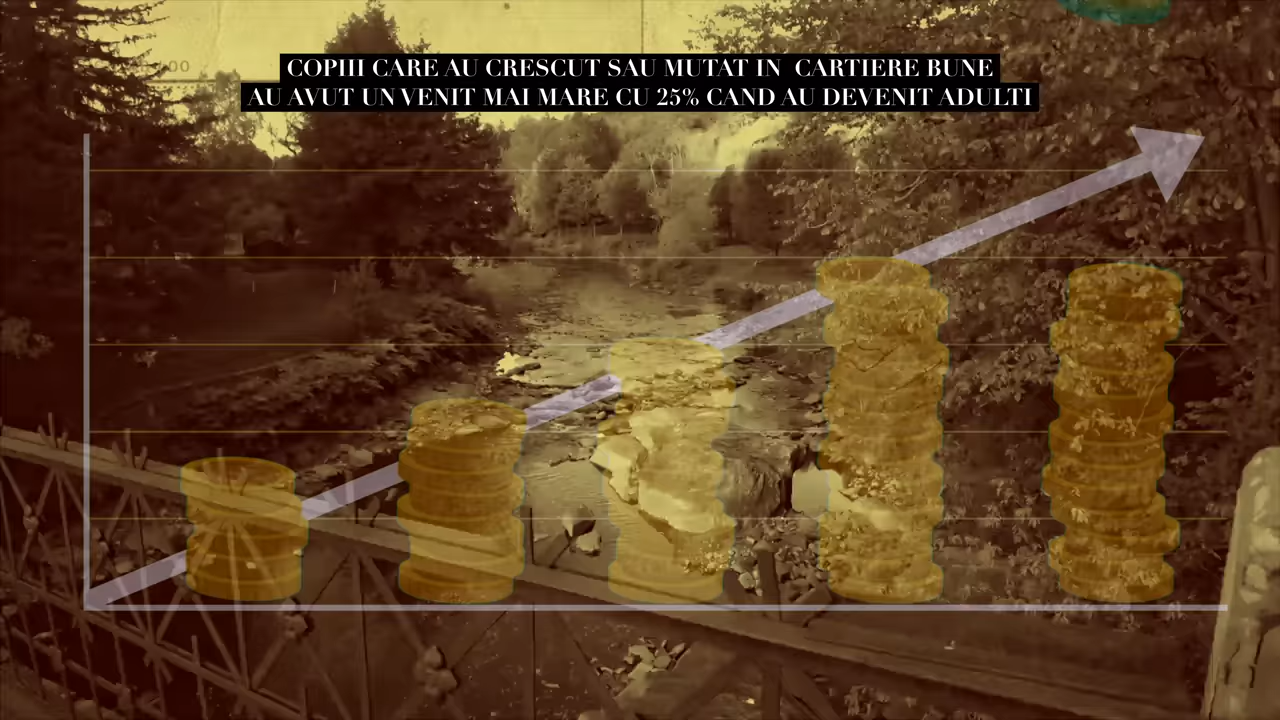 COPIII CARE AU CRESCUT SAU MUTAT IN CARTIERE BUNE
AU AVUT UN VENIT MAI MARE CU 25% CAND AU DEVENIT ADULTI